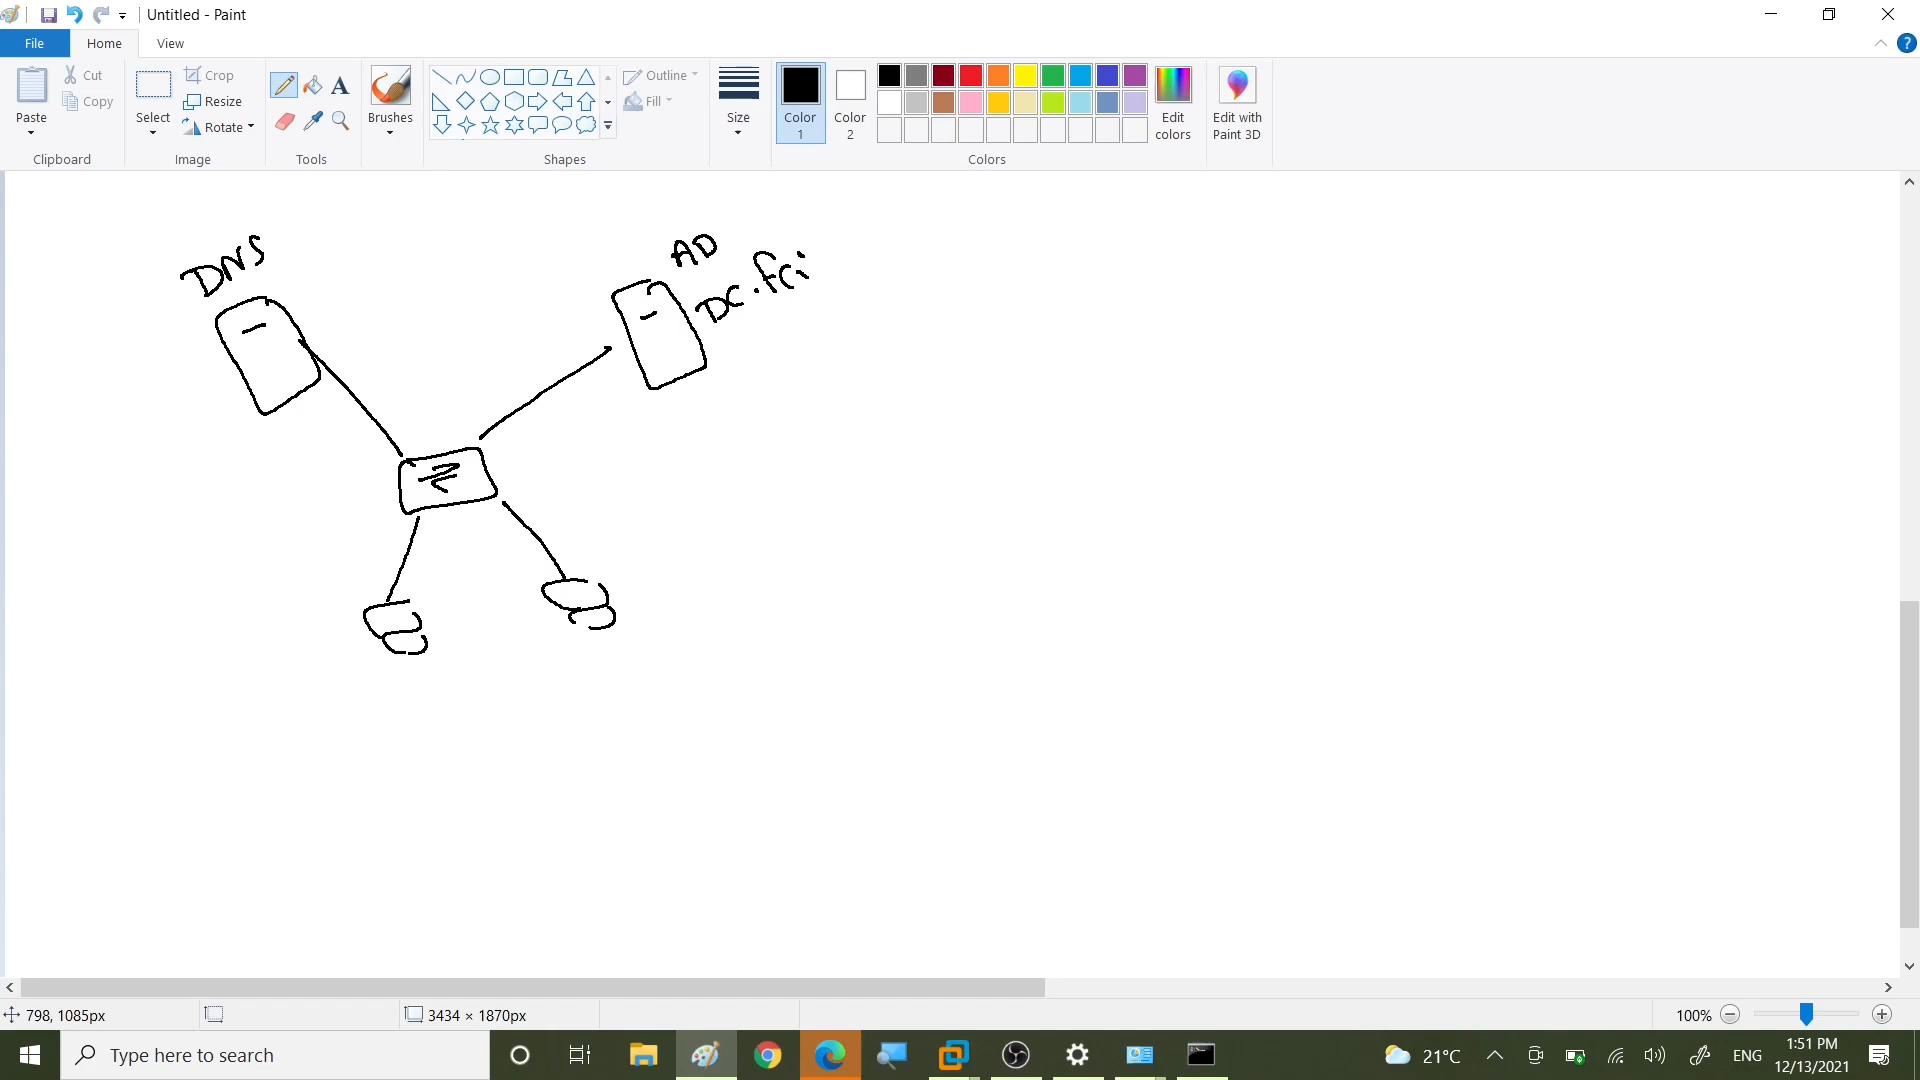 Untitled - Paint
File Home View
Paste
Cut
Copy
Clipboard
Select
Crop
Resize
Rotate
Image
Tools
Brushes
Shapes
Outline
Fill
Size
Color 1
Color 2
Colors
Edit colors
Edit with Paint 3D
DNS
AD
DC.fci
798, 1085px
3434 × 1870px
100%
Type here to search
21°C
ENG
1:51 PM
12/13/2021